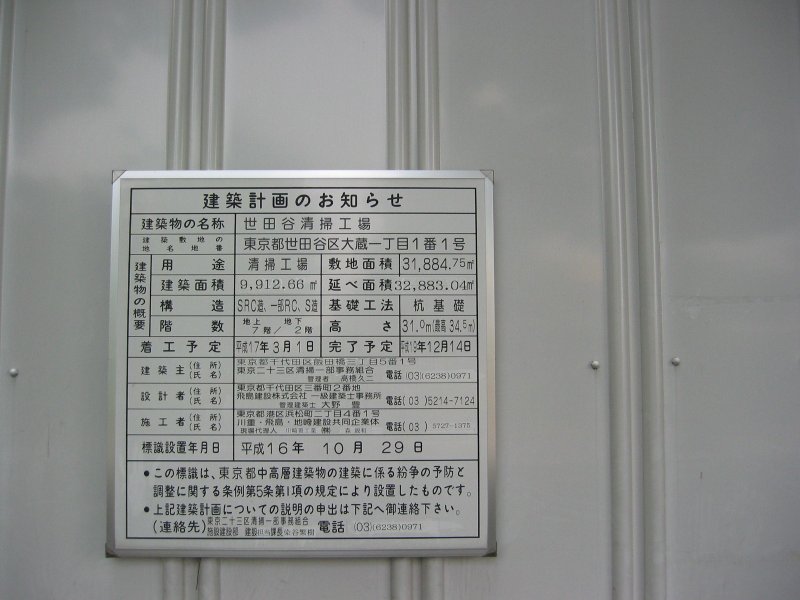 建築計画のお知らせ
建築物の名称 世田谷清掃工場
建築敷地の地名地番 東京都世田谷区大蔵一丁目1番1号
建築物の概要
用途 清掃工場 敷地面積 31,884.75㎡
建築面積 9,912.66㎡ 延べ面積 32,883.04㎡
構造 SRC造、一部RC、S造 基礎工法 杭基礎
階数 地上7階/地下2階 高さ 31.0m(最高34.5m)
着工予定 平成17年3月1日 完了予定 平成19年12月14日
建築主(住所)(氏名) 東京都千代田区飯田橋三丁目5番1号
東京二十三区清掃一部事務組合
管理者 高橋久二 電話(03)(6238)0971
設計者(住所)(氏名) 東京都千代田区三番町2番地
飛島建設株式会社 一級建築士事務所
管理建築士 大野 豊 電話(03)5214-7124
施工者(住所)(氏名) 東京都港区浜松町二丁目4番1号
川重・飛島・地崎建設共同企業体
現場代理人 電話(03)5727-1375
標識設置年月日 平成16年10月29日
•この標識は、東京都中高層建築物の建築に係る紛争の予防と
調整に関する条例第5条第1項の規定により設置したものです。
•上記建築計画についての説明の申出は下記へ御連絡下さい。
(連絡先)東京二十三区清掃一部事務組合
施設建設部 建設担当課長 電話(03)(6238)0971